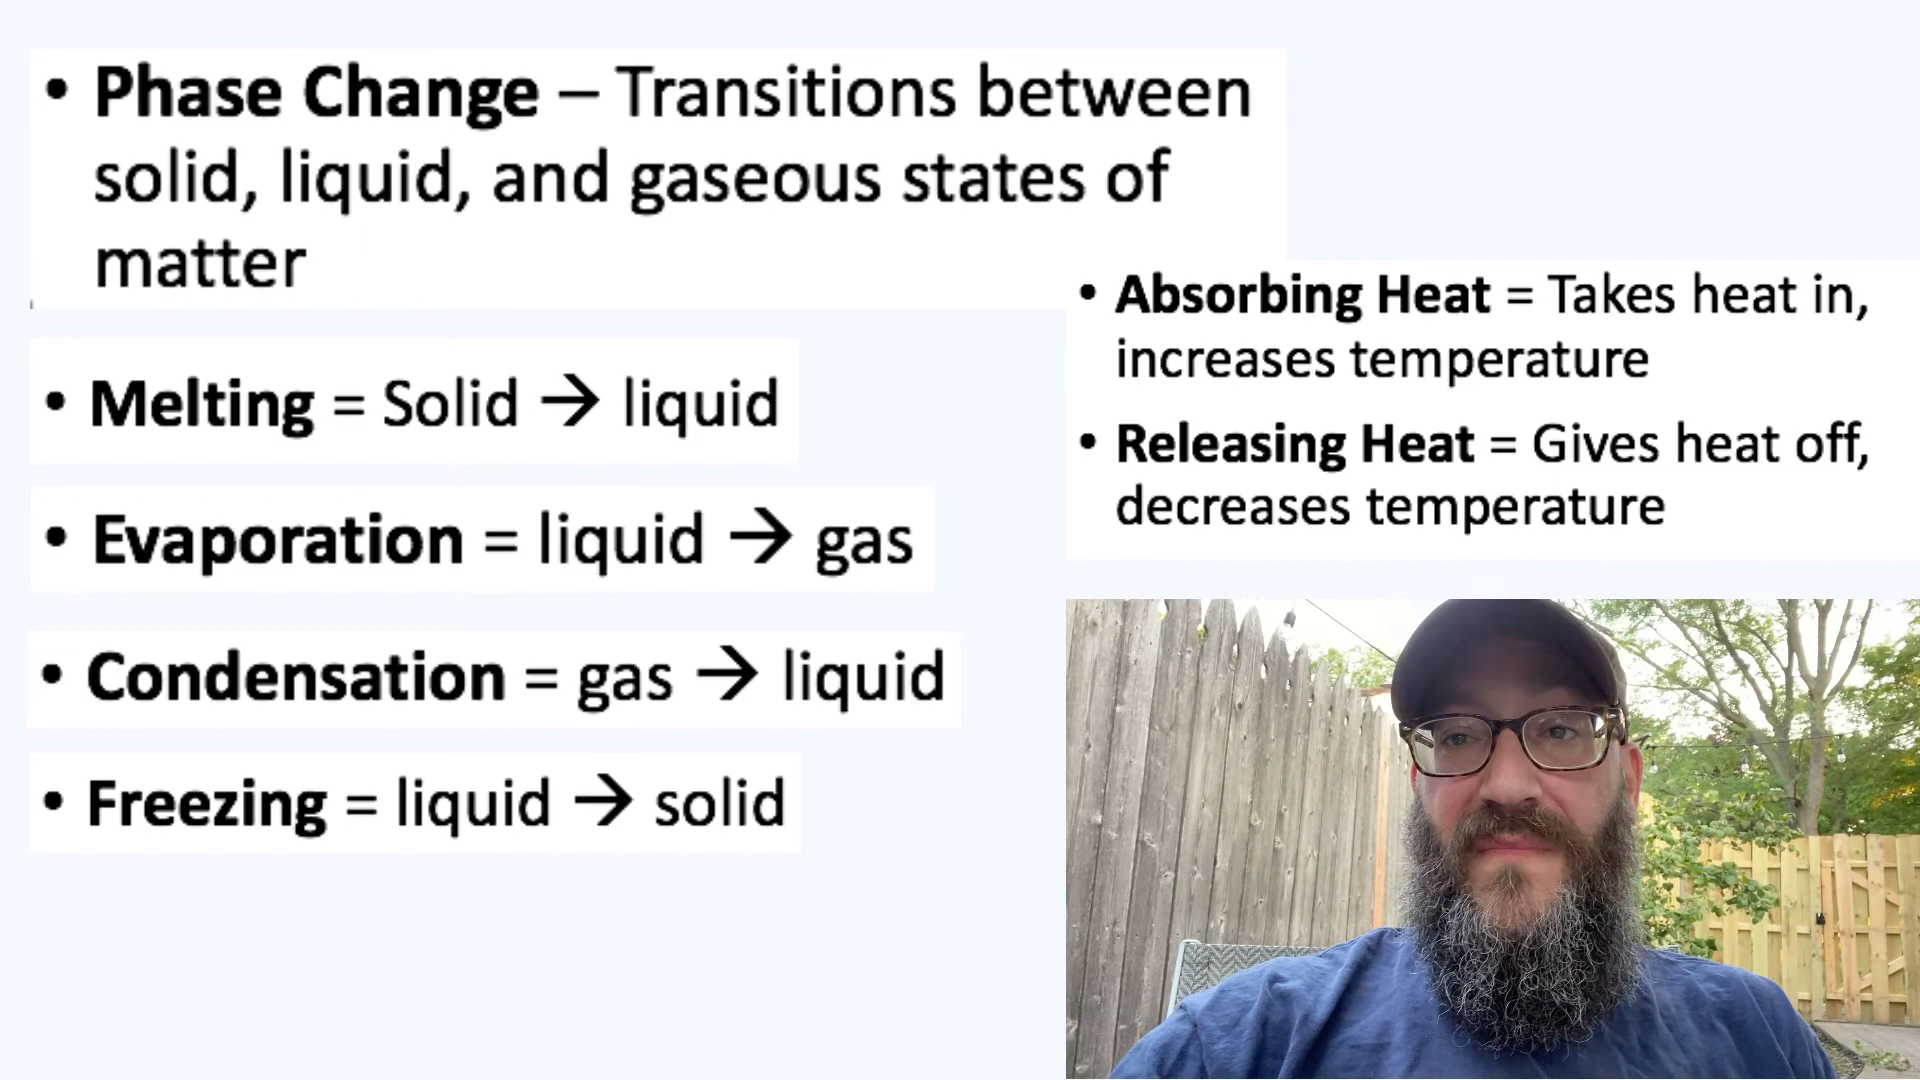 • Phase Change – Transitions between
solid, liquid, and gaseous states of
matter
• Melting = Solid → liquid
• Evaporation = liquid → gas
• Condensation = gas → liquid
• Freezing = liquid → solid
• Absorbing Heat = Takes heat in,
increases temperature
• Releasing Heat = Gives heat off,
decreases temperature